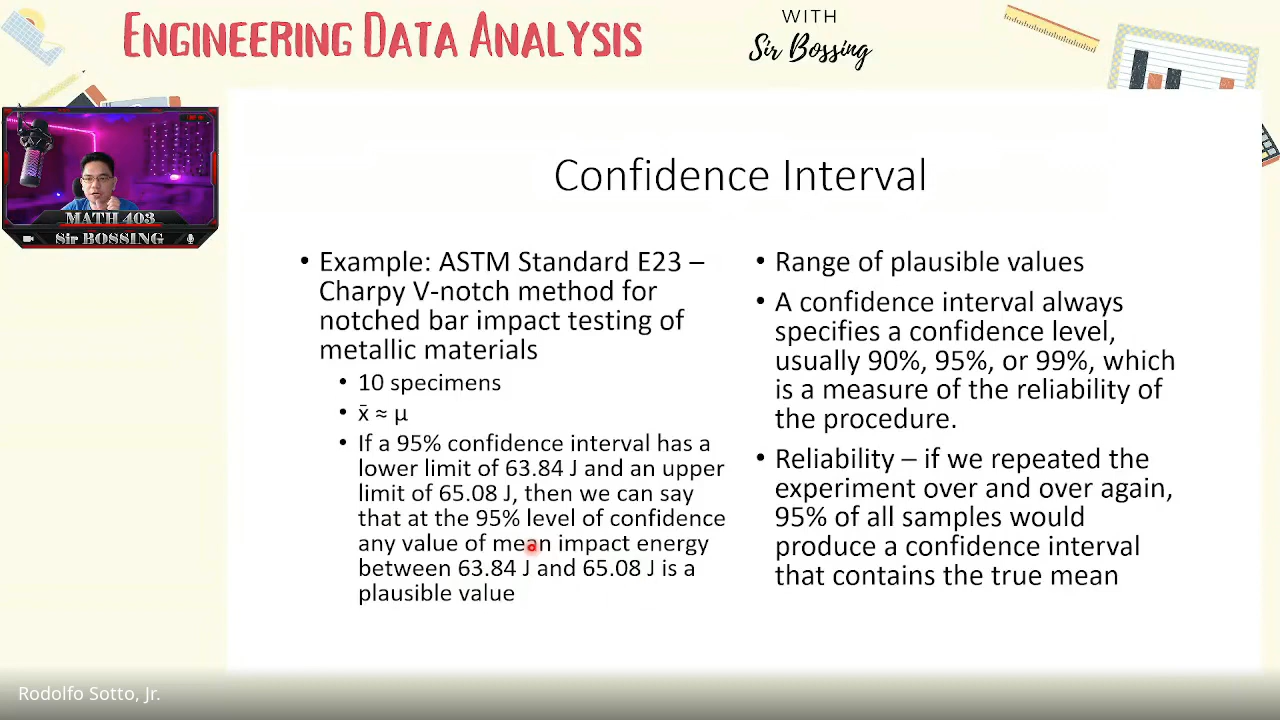 ENGINEERING DATA ANALYSIS
WITH
Sir Bossing
MATH 403
Sir BOSSING
Confidence Interval
• Example: ASTM Standard E23 –
Charpy V-notch method for
notched bar impact testing of
metallic materials
• 10 specimens
• x̄ ≈ μ
• If a 95% confidence interval has a
lower limit of 63.84 J and an upper
limit of 65.08 J, then we can say
that at the 95% level of confidence
any value of mean impact energy
between 63.84 J and 65.08 J is a
plausible value
• Range of plausible values
• A confidence interval always
specifies a confidence level,
usually 90%, 95%, or 99%, which
is a measure of the reliability of
the procedure.
• Reliability – if we repeated the
experiment over and over again,
95% of all samples would
produce a confidence interval
that contains the true mean
Rodolfo Sotto, Jr.